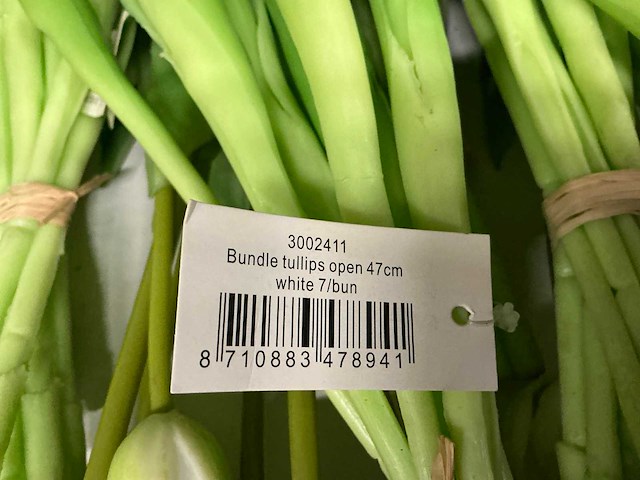 3002411
Bundle tullips open 47cm
white 7/bun
8 710883 478941